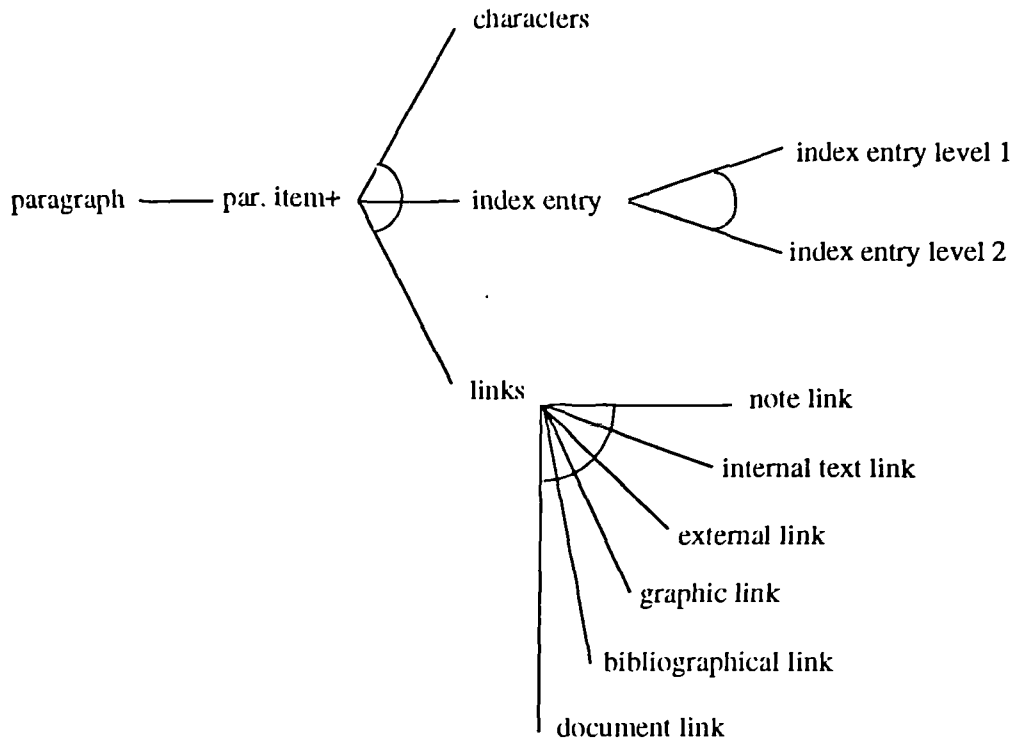 characters
index entry level 1
paragraph par. item+ index entry
index entry level 2
links
note link
internal text link
external link
graphic link
bibliographical link
document link